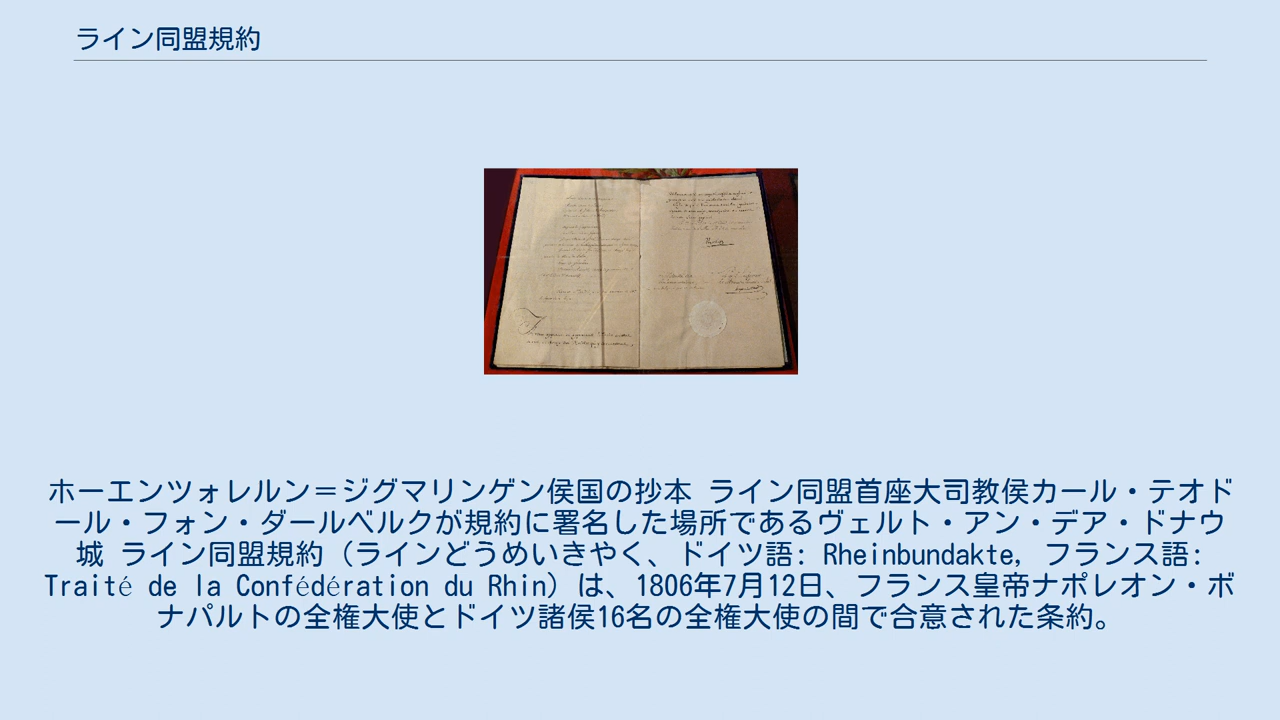 ライン同盟規約
ホーエンツォレルン＝ジグマリンゲン侯国の抄本 ライン同盟首座大司教侯カール・テオド
ール・フォン・ダールベルクが規約に署名した場所であるヴェルト・アン・デア・ドナウ
城 ライン同盟規約（ラインどうめいきやく、ドイツ語: Rheinbundakte, フランス語:
Traité de la Confédération du Rhin）は、1806年7月12日、フランス皇帝ナポレオン・ボ
ナパルトの全権大使とドイツ諸侯16名の全権大使の間で合意された条約。